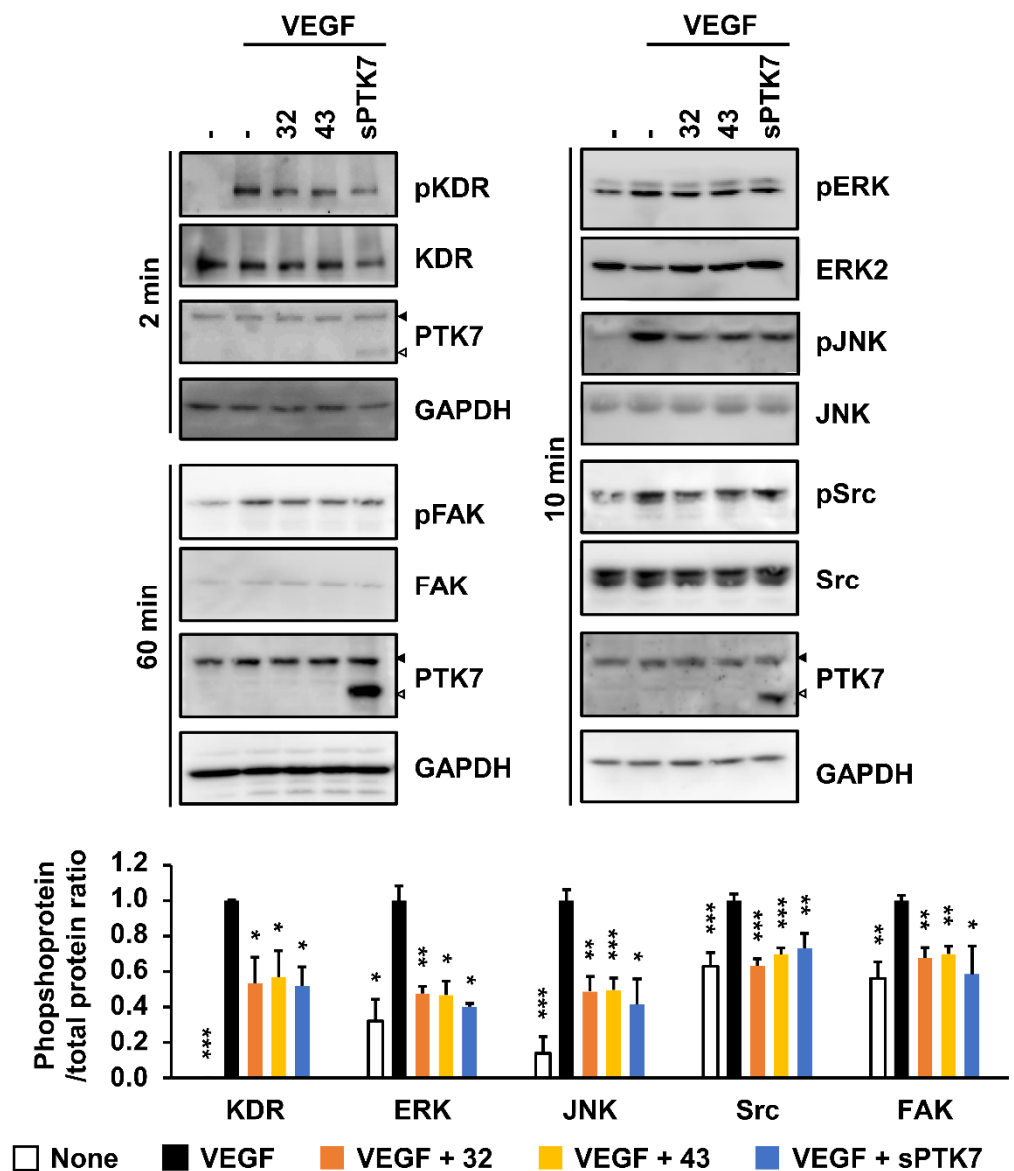 VEGF
- - 32 43 sPTK7
2 min
pKDR
KDR
PTK7
GAPDH
60 min
pFAK
FAK
PTK7
GAPDH
VEGF
- - 32 43 sPTK7
10 min
pERK
ERK2
pJNK
JNK
pSrc
Src
PTK7
GAPDH
Phopshoprotein
/total protein ratio
1.2
1.0
0.8
0.6
0.4
0.2
0.0
*** * * *
* ** * *
*** ** *** *
*** *** *** **
** ** ** *
KDR ERK JNK Src FAK
None VEGF VEGF + 32 VEGF + 43 VEGF + sPTK7